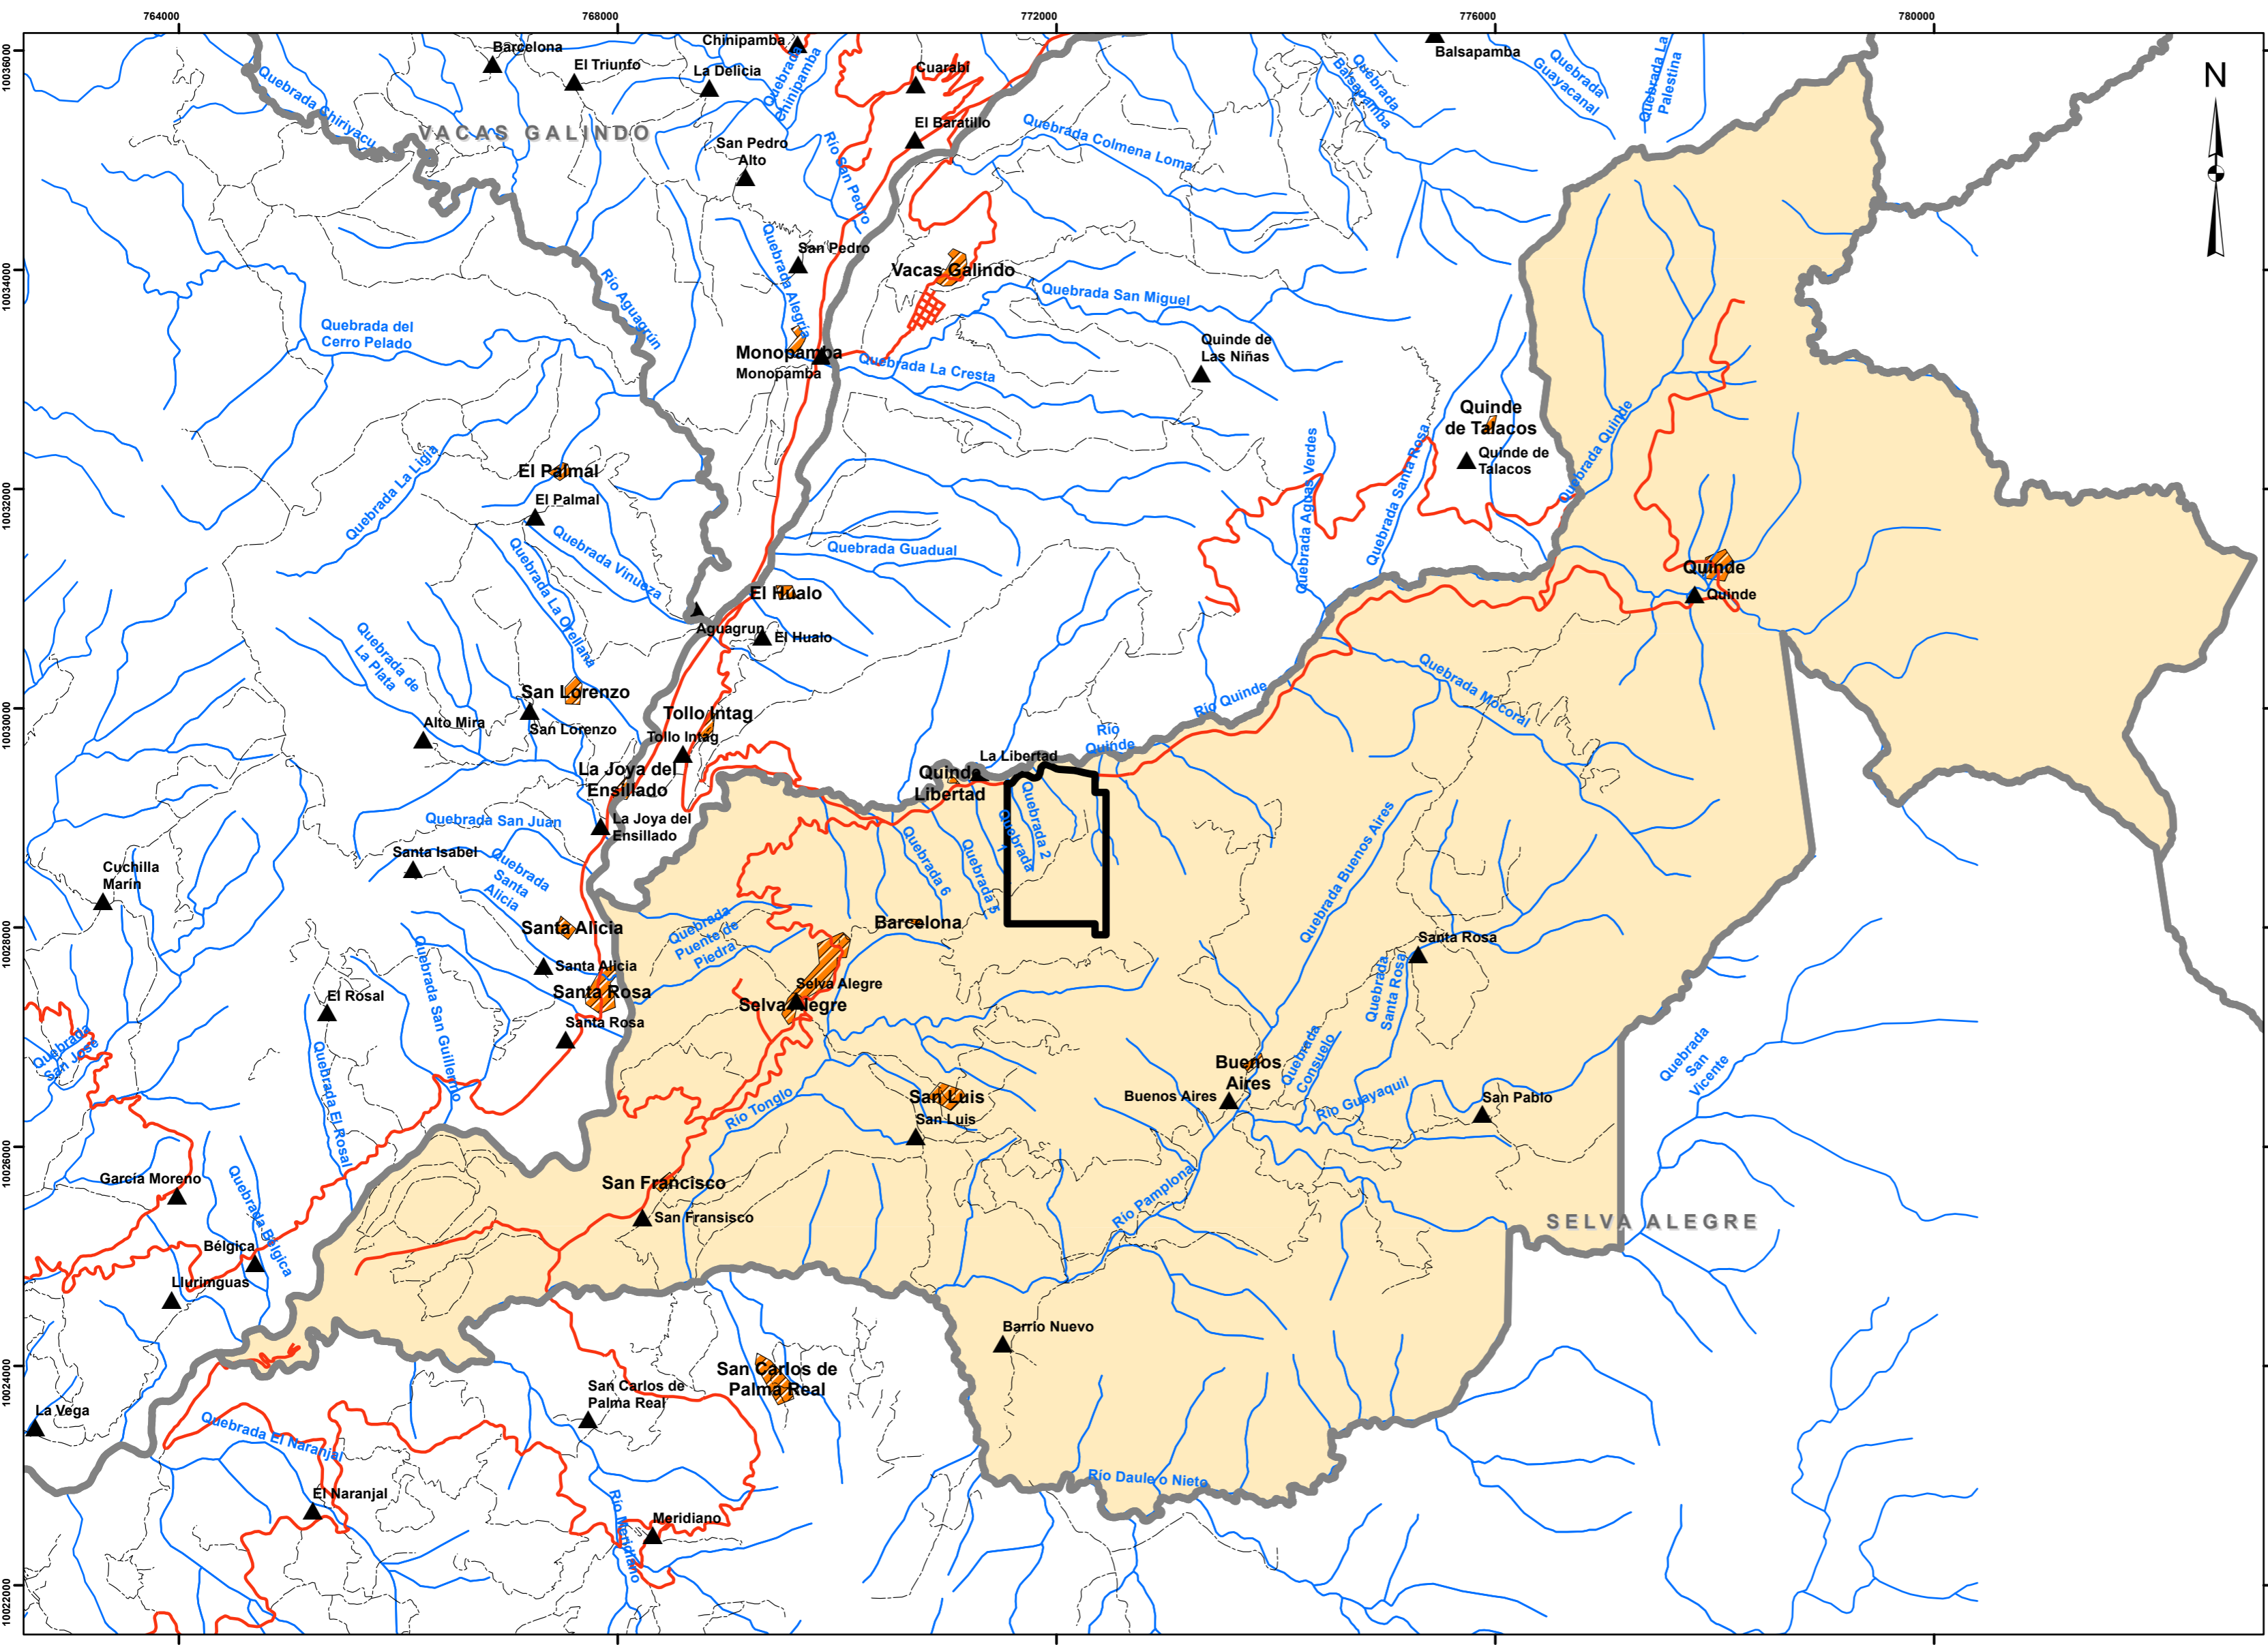 764000
768000
772000
776000
780000
10036000
10034000
10032000
10030000
10028000
10026000
10024000
10022000
N
Barcelona
El Triunfo
Chinipamba
La Delicia
Quebrada
Chinipamba
Cuarabí
El Baratillo
Balsapamba
Quebrada
Balsapamba
Quebrada
Guayacanal
Quebrada La
Palestina
Quebrada Chiriyacu
VACAS GALINDO
San Pedro
Alto
Río San Pedro
Quebrada Colmena Loma
San Pedro
Quebrada Alegría
Río Aguagrún
Vacas Galindo
Quebrada San Miguel
Quebrada del
Cerro Pelado
Monopamba
Monopamba
Quebrada La Cresta
Quinde de
Las Niñas
Quinde
de Talacos
Quinde de
Talacos
Quebrada Quinde
Quebrada Aguas Verdes
Quebrada Santa Rosa
Quebrada La Ligia
El Palmal
El Palmal
Quebrada Vinueza
Quebrada La Orellana
Quebrada Guadual
El Hualo
El Hualo
Aguagrun
Quinde
Quinde
Quebrada de
La Plata
San Lorenzo
San Lorenzo
Alto Mira
Tollo Intag
Tollo Intag
Quebrada Mocoral
Río Quinde
Río
Quinde
La Libertad
Quinde
Libertad
La Joya del
Ensillado
La Joya del
Ensillado
Quebrada San Juan
Santa Isabel
Quebrada
Santa
Alicia
Cuchilla
Marín
Quebrada 2
Quebrada
Quebrada 6
Quebrada 5
Quebrada Buenos Aires
Santa Alicia
Santa Alicia
Quebrada
Puente de
Piedra
Barcelona
Santa Rosa
Quebrada
Santa Rosa
Santa Rosa
Santa Rosa
Selva Alegre
Selva Alegre
El Rosal
Quebrada San Guillermo
Quebrada
San José
Quebrada El Rosal
Quebrada
San
Vicente
Quebrada
Consuelo
Buenos
Aires
Buenos Aires
Río Guayaquil
San Pablo
San Luis
San Luis
Río Tonglo
García Moreno
Quebrada Bélgica
San Francisco
San Fransisco
Río Pamplona
SELVA ALEGRE
Bélgica
Llurimguas
Barrio Nuevo
San Carlos de
Palma Real
San Carlos de
Palma Real
La Vega
Quebrada El Naranjal
El Naranjal
Río Meridiano
Meridiano
Río Daule o Nieto